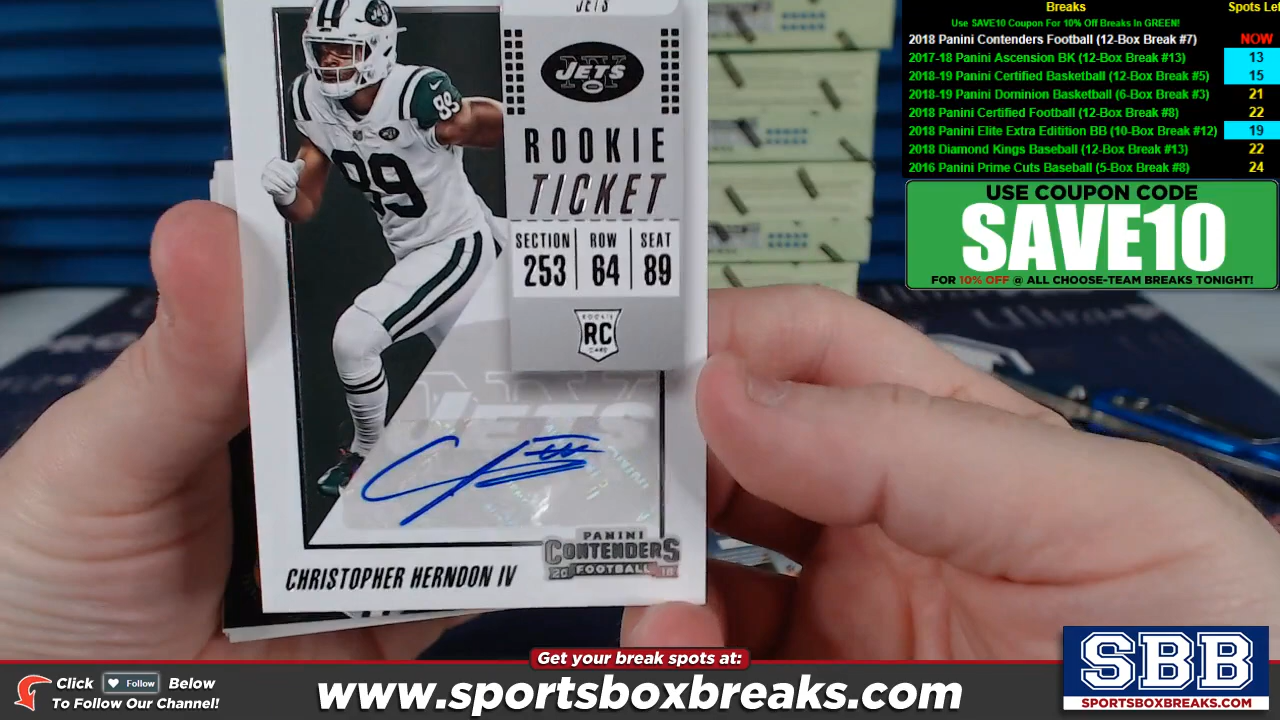 JETS
JETS
89
89
ROOKIE
TICKET
SECTION ROW SEAT
253 64 89
ROOKIE
RC
CARD
JETS
PANINI
CONTENDERS
20 FOOTBALL 18
CHRISTOPHER HERNDON IV
Breaks Spots Lef
Use SAVE10 Coupon For 10% Off Breaks In GREEN!
2018 Panini Contenders Football (12-Box Break #7) NOW
2017-18 Panini Ascension BK (12-Box Break #13) 13
2018-19 Panini Certified Basketball (12-Box Break #5) 15
2018-19 Panini Dominion Basketball (6-Box Break #3) 21
2018 Panini Certified Football (12-Box Break #8) 22
2018 Panini Elite Extra Edittion BB (10-Box Break #12) 19
2018 Diamond Kings Baseball (12-Box Break #13) 22
2016 Panini Prime Cuts Baseball (5-Box Break #8) 24
USE COUPON CODE
SAVE10
FOR 10% OFF @ ALL CHOOSE-TEAM BREAKS TONIGHT!
Get your break spots at:
Click Follow Below
To Follow Our Channel!
www.sportsboxbreaks.com
SBB
SPORTSBOXBREAKS.COM